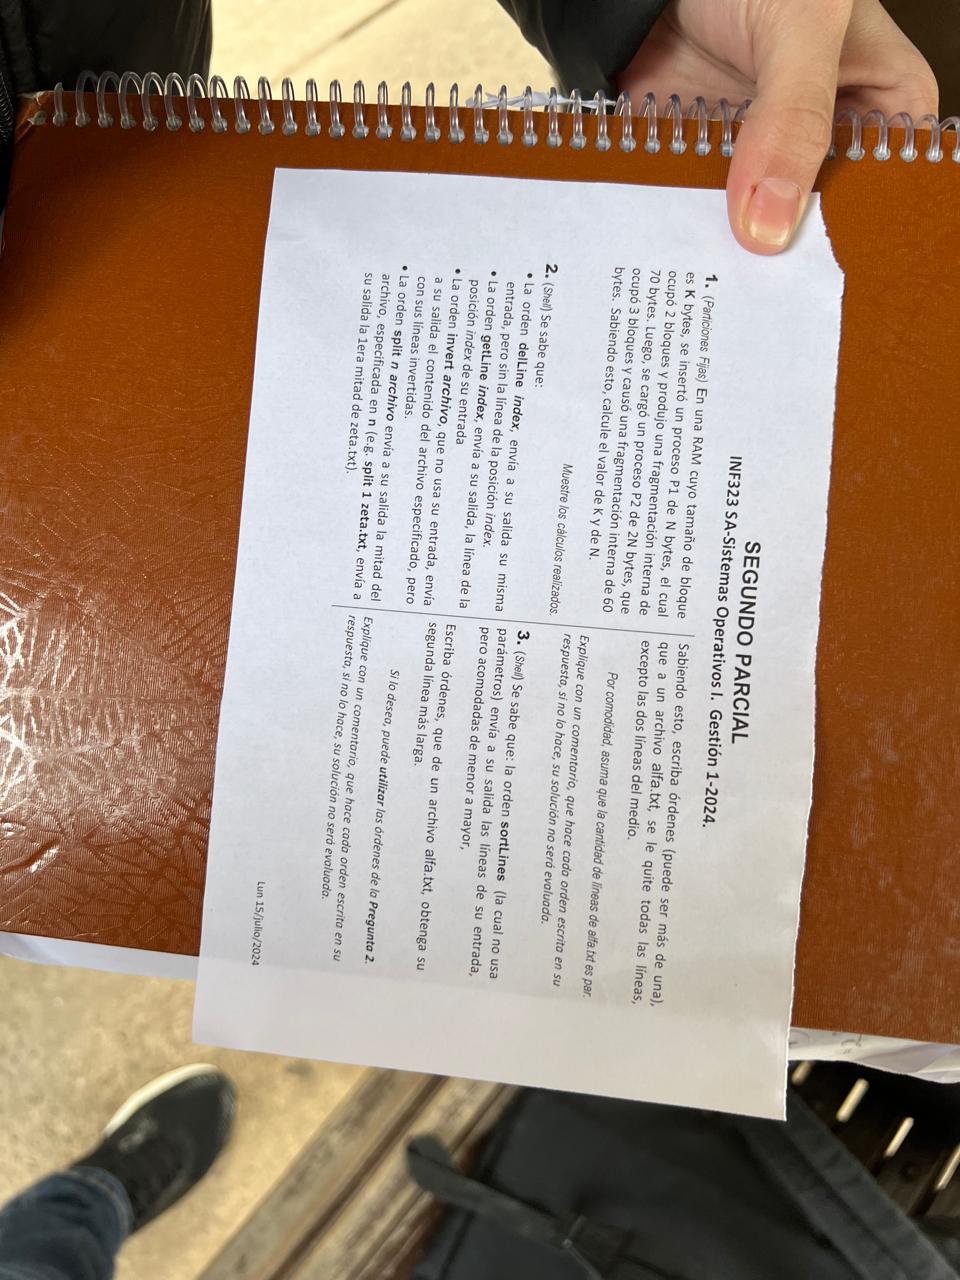 SEGUNDO PARCIAL
INF323 SA-Sistemas Operativos I. Gestión 1-2024.
1. (Particiones Fijas) En una RAM cuyo tamaño de bloque
es K bytes, se insertó un proceso P1 de N bytes, el cual
ocupó 2 bloques y produjo una fragmentación interna de
70 bytes. Luego, se cargó un proceso P2 de 2N bytes, que
ocupó 3 bloques y causó una fragmentación interna de 60
bytes. Sabiendo esto, calcule el valor de K y de N.
Muestre los cálculos realizados.
2. (Shell) Se sabe que:
• La orden delLine index, envía a su salida su misma
entrada, pero sin la línea de la posición index.
• La orden getLine index, envía a su salida, la línea de la
posición index de su entrada
• La orden invert archivo, que no usa su entrada, envía
a su salida el contenido del archivo especificado, pero
con sus líneas invertidas.
• La orden split n archivo envía a su salida la mitad del
archivo, especificada en n (e.g. split 1 zeta.txt, envía a
su salida la 1era mitad de zeta.txt).
Sabiendo esto, escriba órdenes (puede ser más de una),
que a un archivo alfa.txt, se le quite todas las líneas,
excepto las dos líneas del medio.
Por comodidad, asuma que la cantidad de líneas de alfa.txt es par.
Explique con un comentario, que hace cada orden escrita en su
respuesta, si no lo hace, su solución no será evaluada.
3. (Shell) Se sabe que: la orden sortLines (la cual no usa
parámetros) envía a su salida las líneas de su entrada,
pero acomodadas de menor a mayor,
Escriba órdenes, que de un archivo alfa.txt, obtenga su
segunda línea más larga.
Si lo desea, puede utilizar las órdenes de la Pregunta 2.
Explique con un comentario, que hace cada orden escrita en su
respuesta, si no lo hace, su solución no será evaluada.
Lun 15/julio/2024